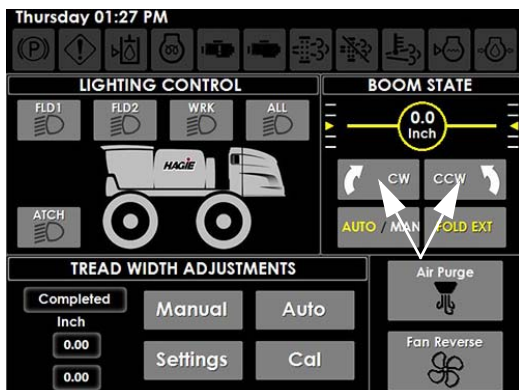 Thursday 01:27 PM
LIGHTING CONTROL
FLD1 FLD2 WRK ALL
HAGIE
ATCH
BOOM STATE
0.0
Inch
CW CCW
AUTO / MAN FOLD EXT
TREAD WIDTH ADJUSTMENTS
Completed
Inch
0.00
0.00
Manual Auto
Settings Cal
Air Purge
Fan Reverse